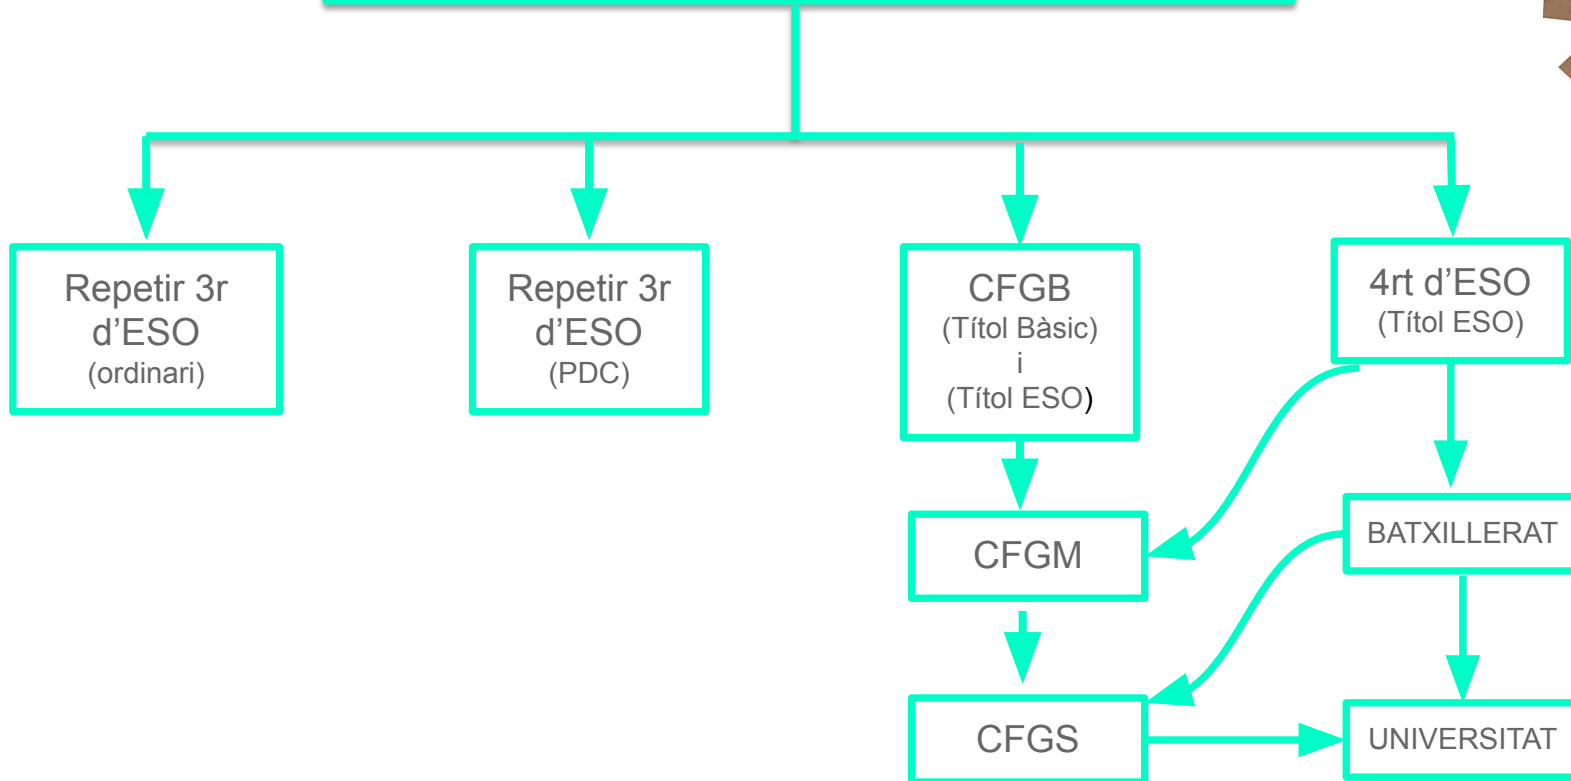 Repetir 3r
d’ESO
(ordinari)
Repetir 3r
d’ESO
(PDC)
CFGB
(Títol Bàsic)
i
(Títol ESO)
4rt d’ESO
(Títol ESO)
CFGM
BATXILLERAT
CFGS
UNIVERSITAT